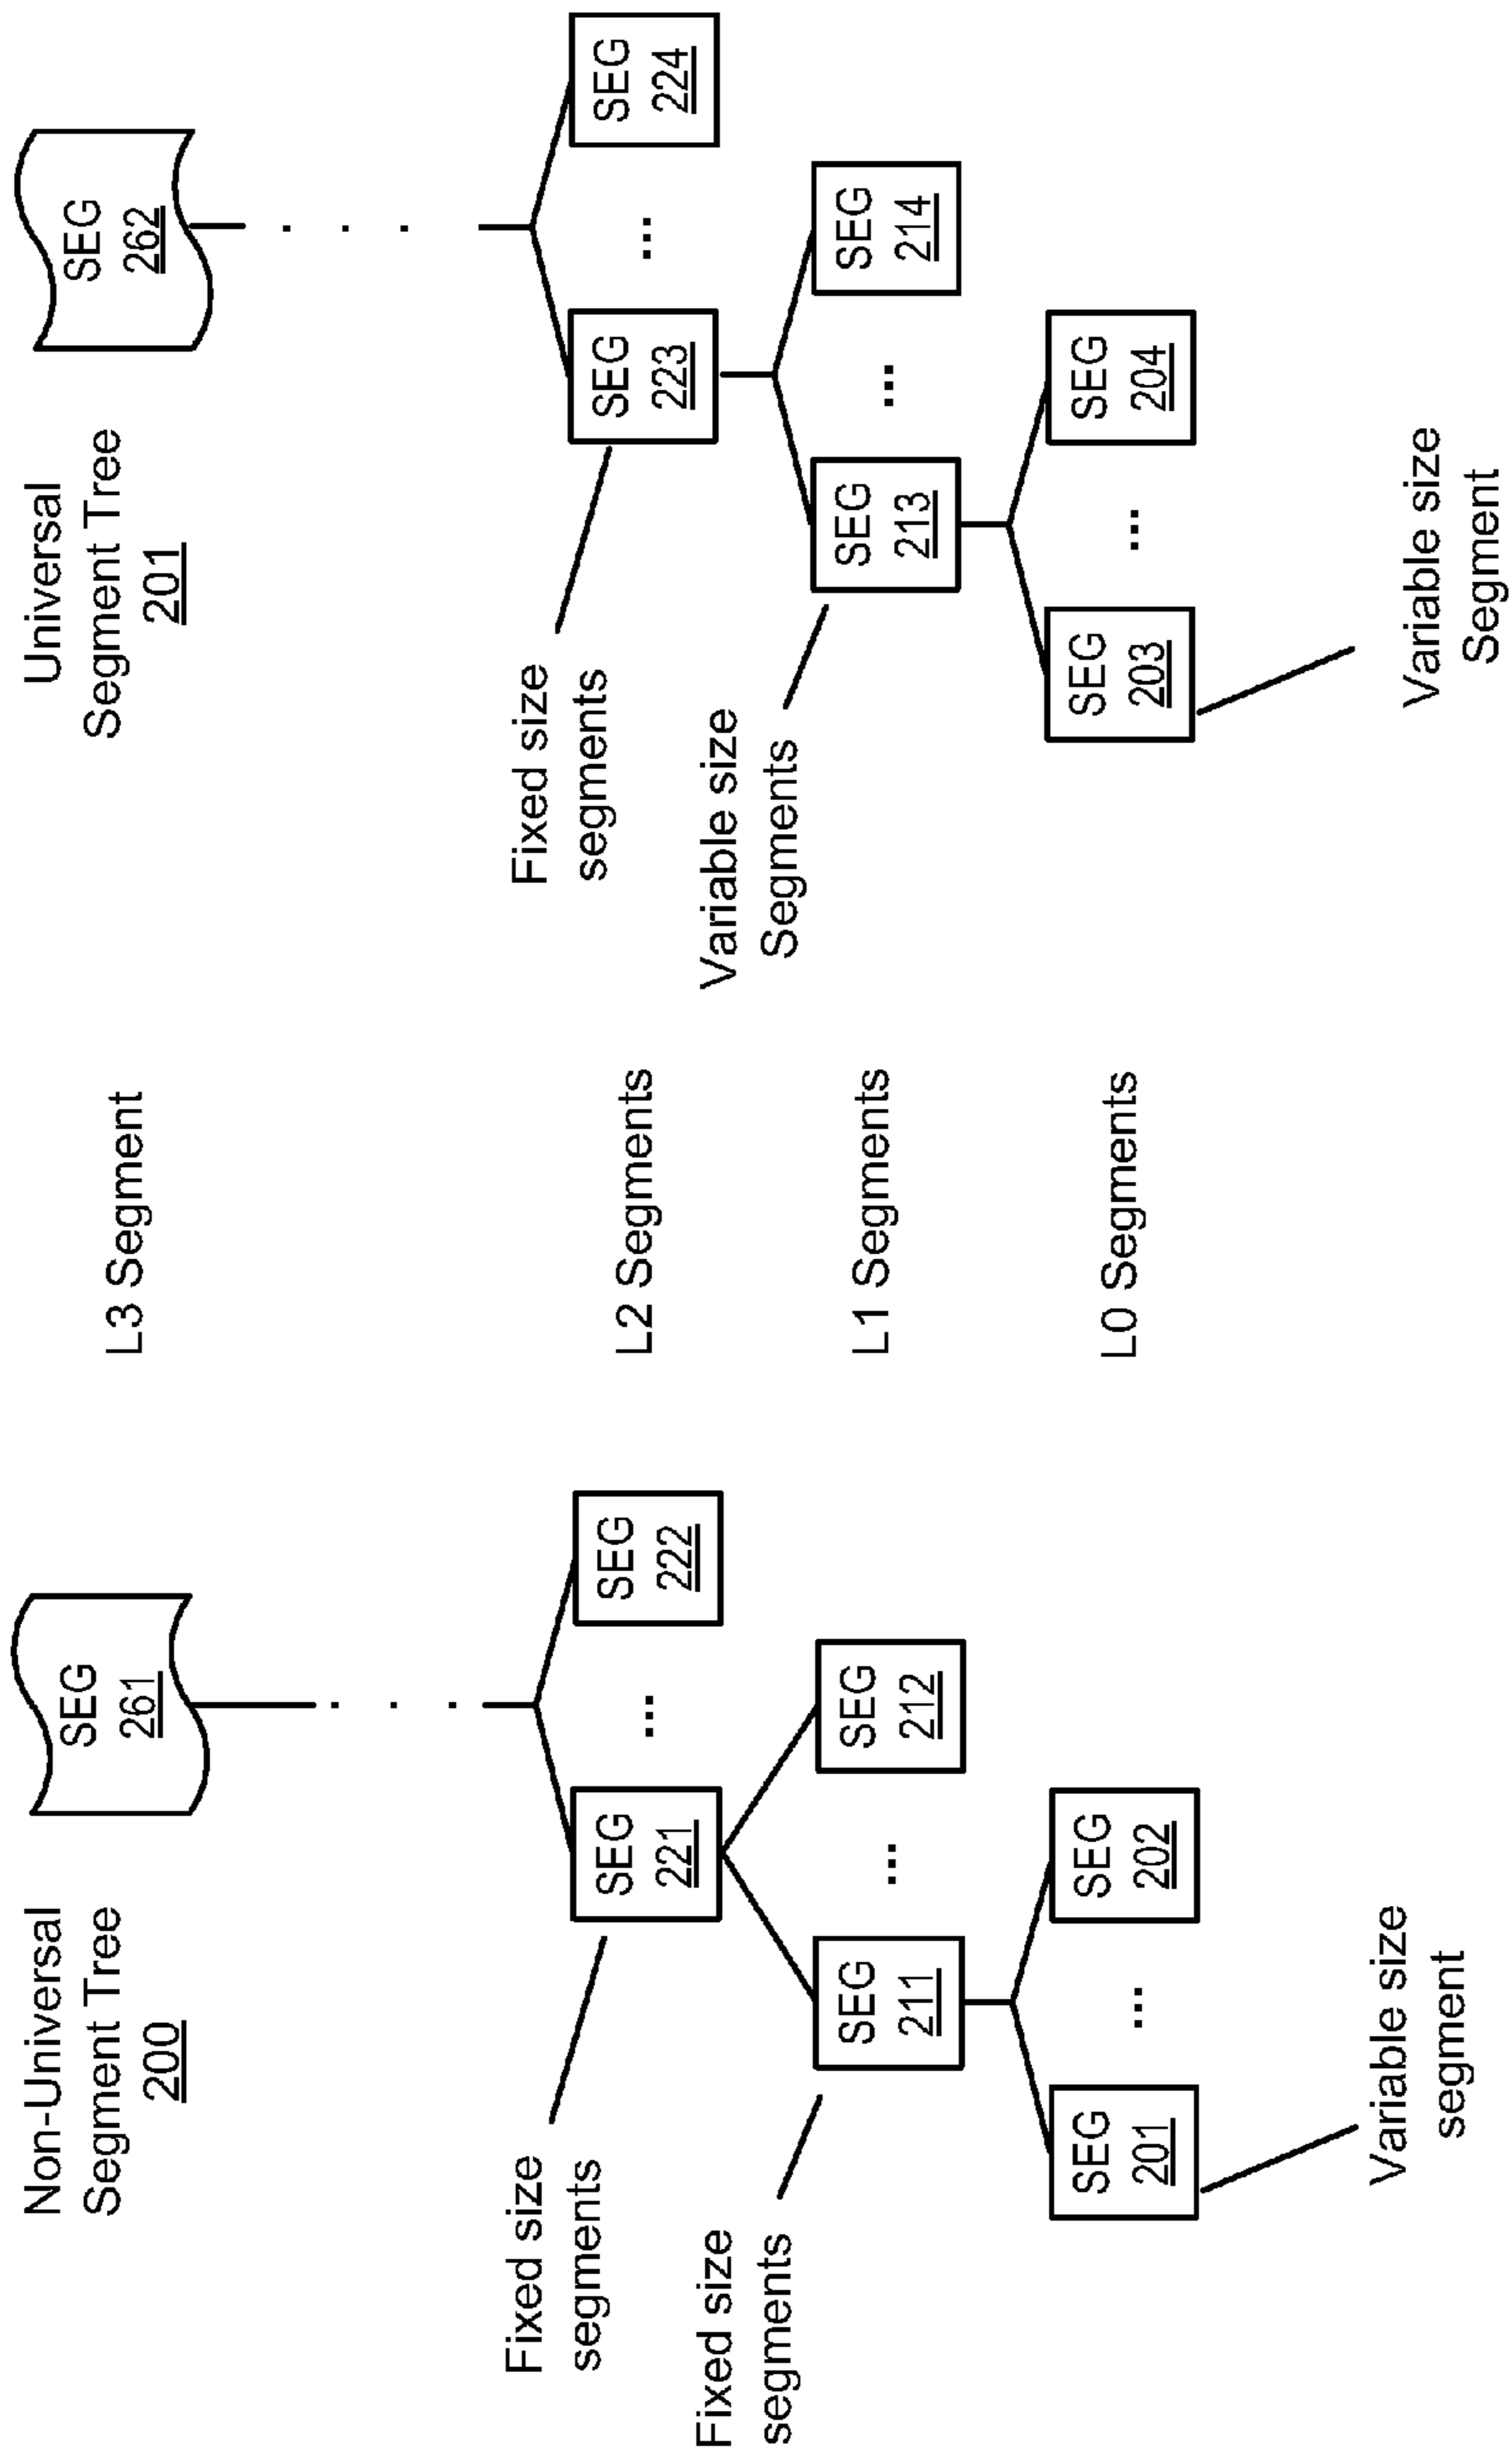 Non-Universal
Segment Tree
200
SEG
261
L3 Segment
Universal
Segment Tree
201
SEG
262
Fixed size
segments
SEG
221
...
SEG
222
L2 Segments
Fixed size
segments
SEG
223
...
SEG
224
Fixed size
segments
SEG
211
...
SEG
212
L1 Segments
Variable size
Segments
SEG
213
...
SEG
214
SEG
201
...
SEG
202
L0 Segments
SEG
203
...
SEG
204
Variable size
segment
Variable size
Segment